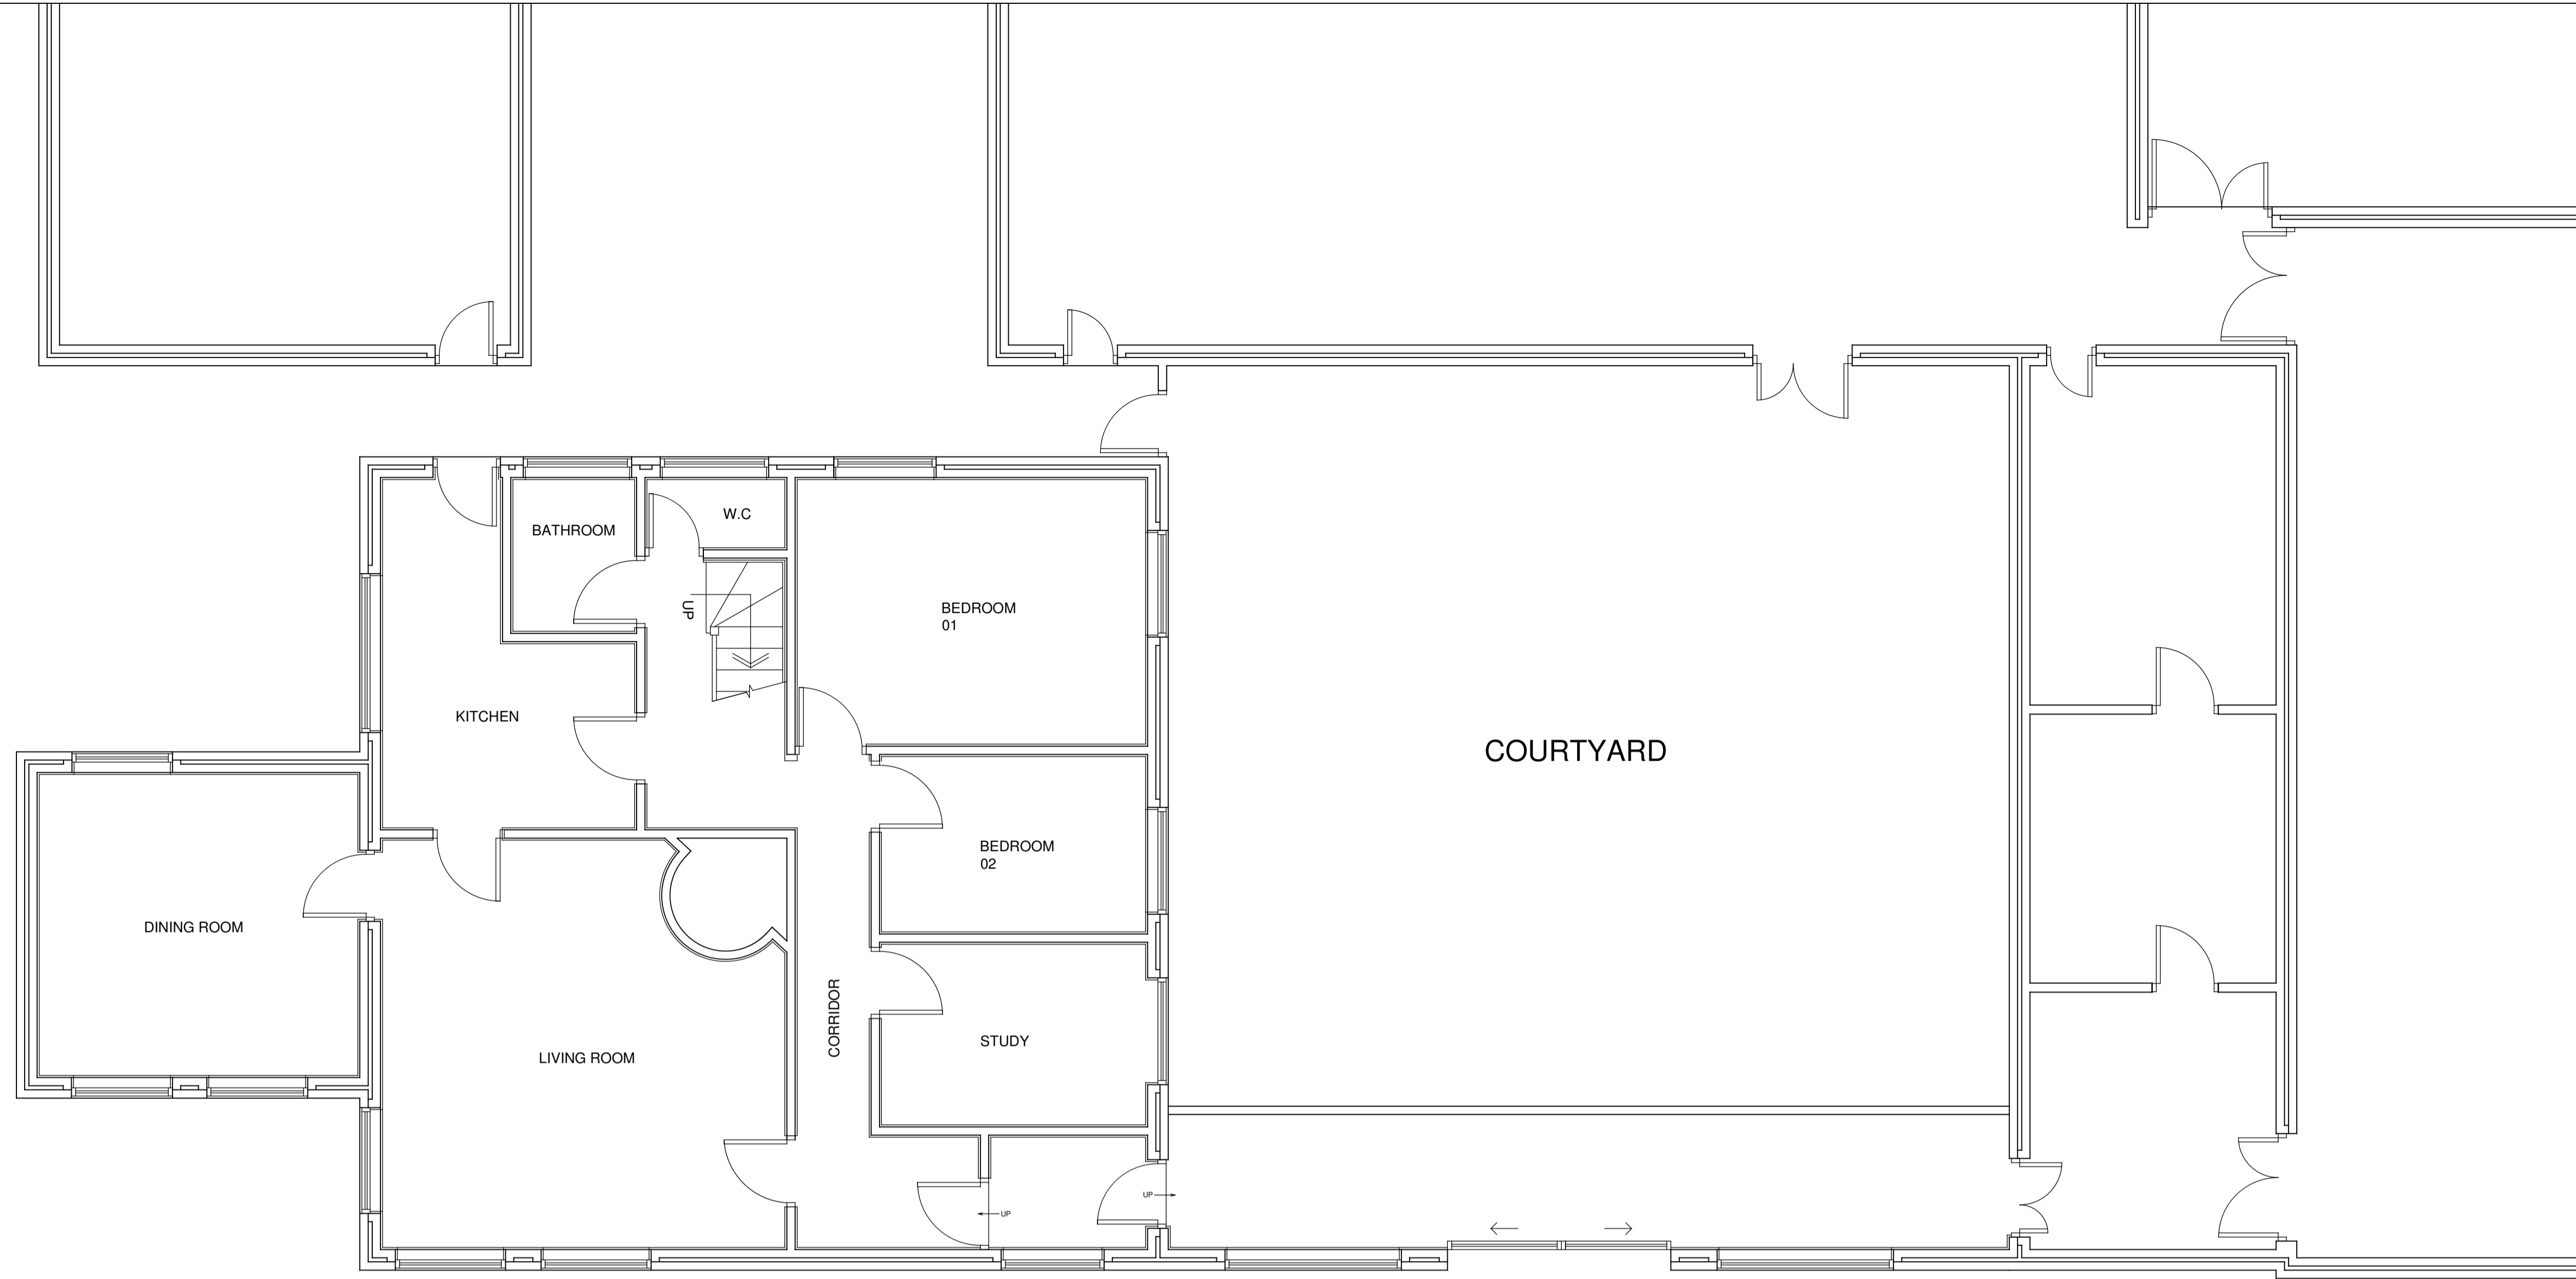 W.C
BATHROOM
UP
BEDROOM
01
KITCHEN
COURTYARD
BEDROOM
02
DINING ROOM
CORRIDOR
STUDY
LIVING ROOM
UP
UP